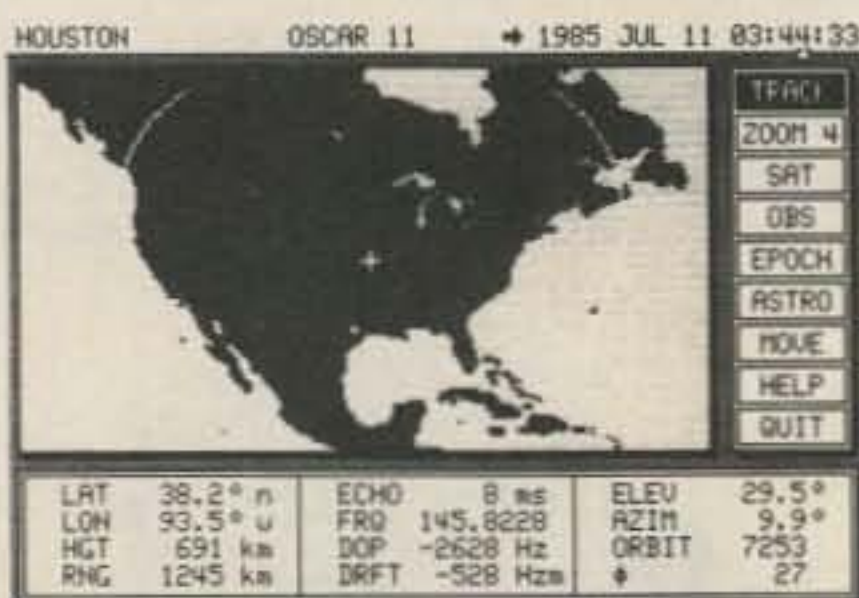 HOUSTON OSCAR 11 → 1985 JUL 11 03:44:33
TRACK
ZOOM 4
SAT
OBS
EPOCH
ASTRO
MOVE
HELP
QUIT
LAT 38.2° n ECHO 8 ms ELEV 29.5°
LON 93.5° w FRQ 145.8228 AZIM 9.9°
HGT 691 km DOP -2628 Hz ORBIT 7253
RNG 1245 km DRFT -528 Hzm ϕ 27